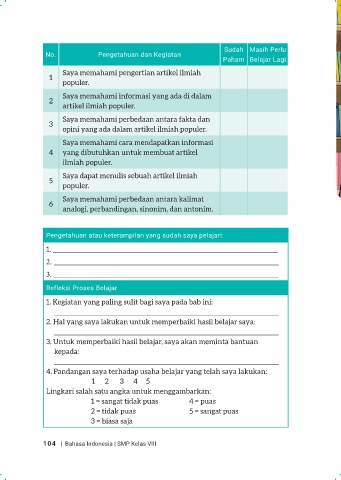 No. Pengetahuan dan Kegiatan Sudah Paham Masih Perlu Belajar Lagi
1 Saya memahami pengertian artikel ilmiah
populer.
2 Saya memahami informasi yang ada di dalam
artikel ilmiah populer.
3 Saya memahami perbedaan antara fakta dan
opini yang ada dalam artikel ilmiah populer.
Saya memahami cara mendapatkan informasi
4 yang dibutuhkan untuk membuat artikel
ilmiah populer.
5 Saya dapat menulis sebuah artikel ilmiah
populer.
6 Saya memahami perbedaan antara kalimat
analogi, perbandingan, sinonim, dan antonim.
Pengetahuan atau keterampilan yang sudah saya pelajari:
1.
2.
3.
Refleksi Proses Belajar
1. Kegiatan yang paling sulit bagi saya pada bab ini:
2. Hal yang saya lakukan untuk memperbaiki hasil belajar saya:
3. Untuk memperbaiki hasil belajar, saya akan meminta bantuan
kepada:
4. Pandangan saya terhadap usaha belajar yang telah saya lakukan:
1 2 3 4 5
Lingkari salah satu angka untuk menggambarkan:
1 = sangat tidak puas 4 = puas
2 = tidak puas 5 = sangat puas
3 = biasa saja
104 | Bahasa Indonesia | SMP Kelas VIII